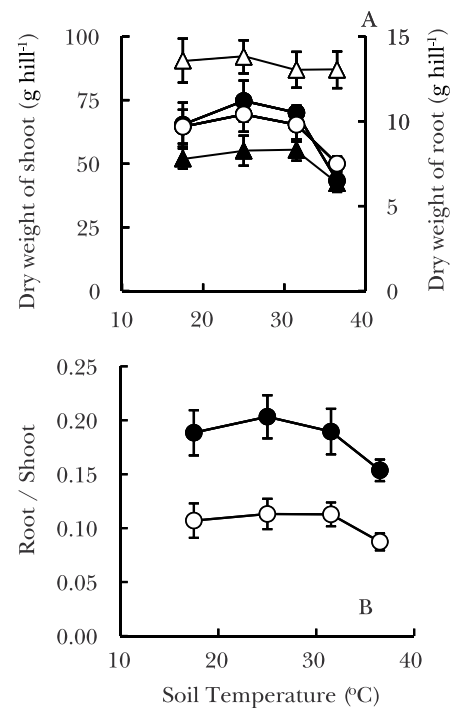 A
100
75
50
25
0
Dry weight of shoot (g hill-1)
15
10
5
0
Dry weight of root (g hill-1)
10 20 30 40
0.25
0.20
0.15
0.10
0.05
0.00
Root / Shoot
B
10 20 30 40
Soil Temperature (ºC)